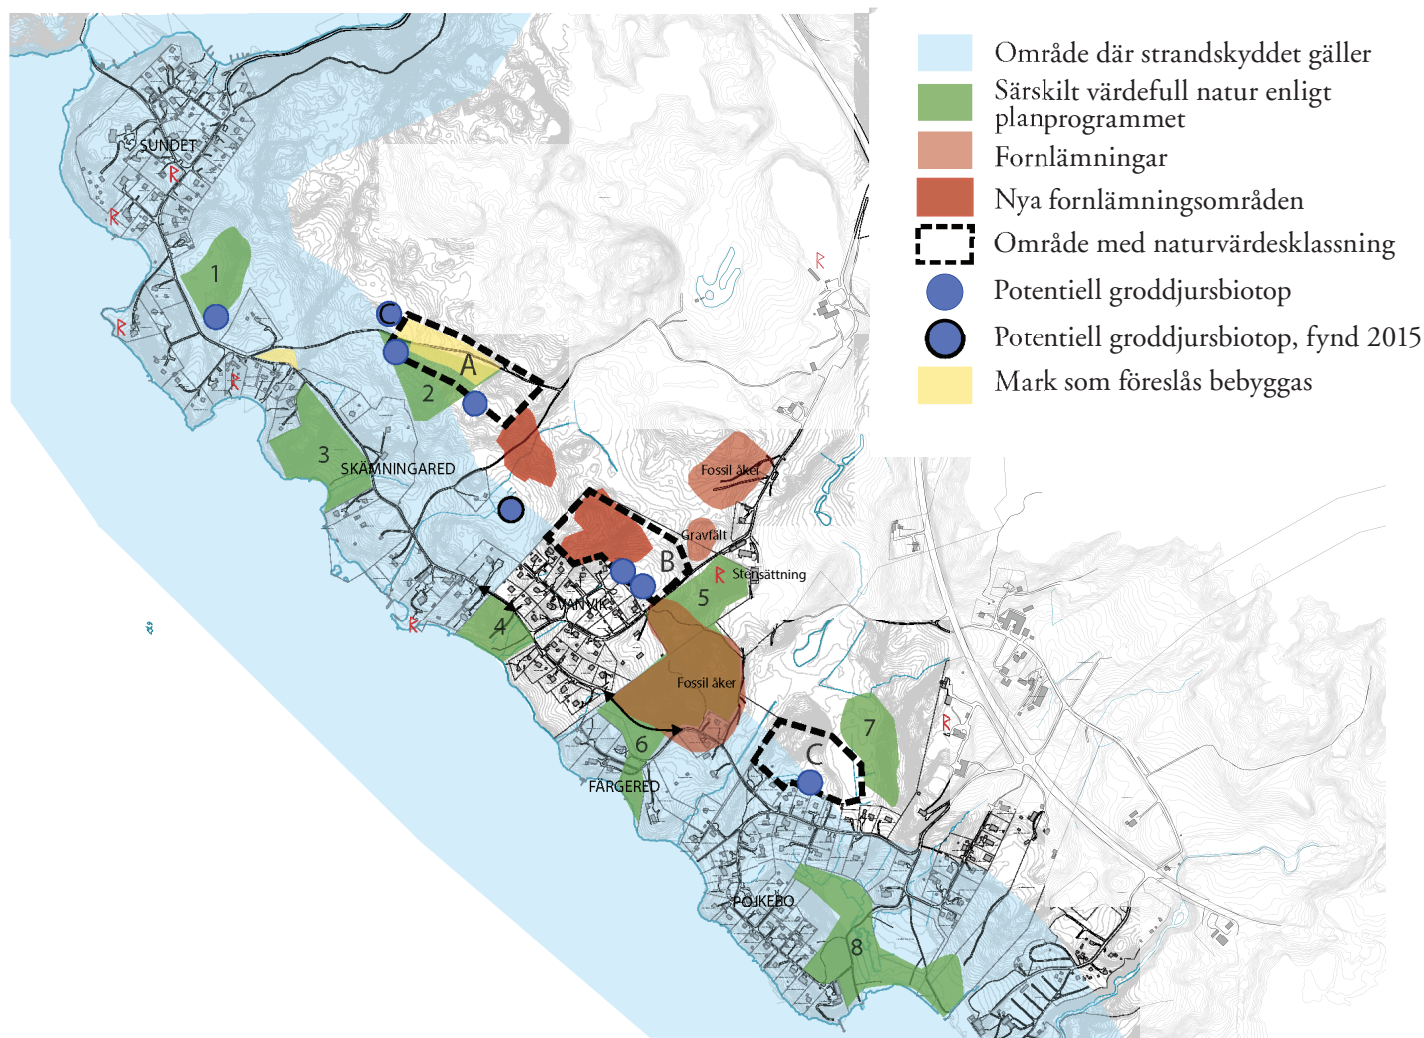 Område där strandskyddet gäller
Särskilt värdefull natur enligt
planprogrammet
Fornlämningar
Nya fornlämningsområden
Område med naturvärdesklassning
Potentiell groddjursbiotop
Potentiell groddjursbiotop, fynd 2015
Mark som föreslås bebyggas
SUNDET
R
R
R
1
R
C
R
A
2
3
SKÄMNINGARED
Fossil åker
Gravfält
B
R
Stensättning
5
SVANVIK
4
R
Fossil åker
6
7
R
C
FÄRGERED
POJKEBO
8